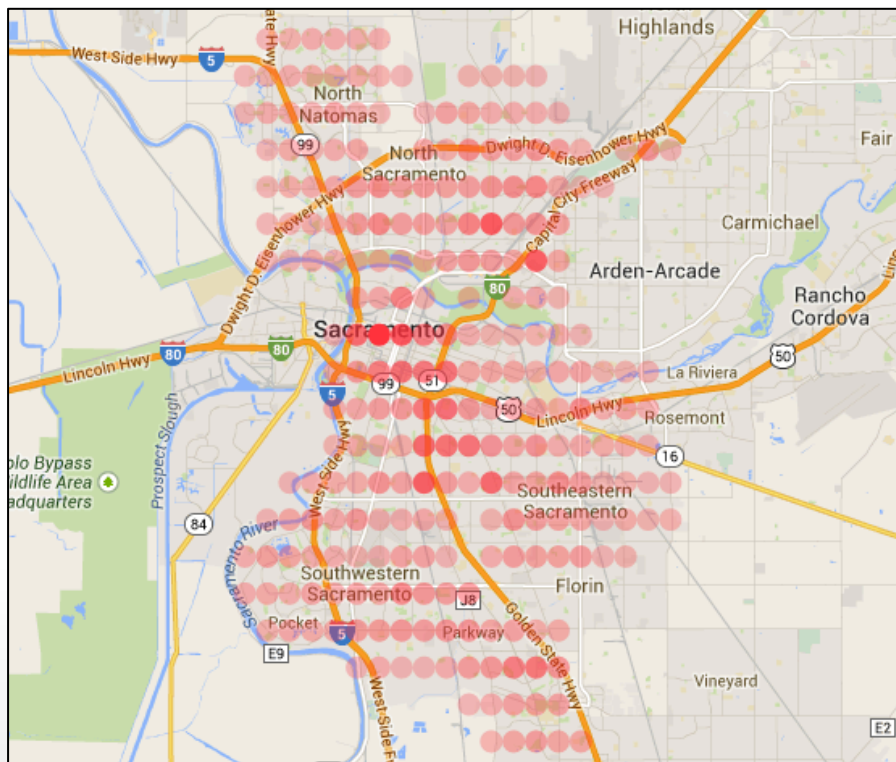 Highlands
West Side Hwy
5
ate Hwy
North
Natomas
99
Dwight D. Eisenhower Hwy
Fair
North
Sacramento
Capital City Freeway
Dwight D. Eisenhower Hwy
Carmichael
Arden-Arcade
80
Rancho
Cordova
Sacramento
80
80
Lincoln Hwy
50
La Riviera
99
51
5
50
Lincoln Hwy
Rosemont
West Side Hwy
16
Prospect Slough
olo Bypass
ildlife Area
adquarters
Southeastern
Sacramento
84
Sacramento River
Southwestern
Sacramento
Florin
J8
Golden State Hwy
Pocket
5
Parkway
E9
West Side Fr
Vineyard
E2